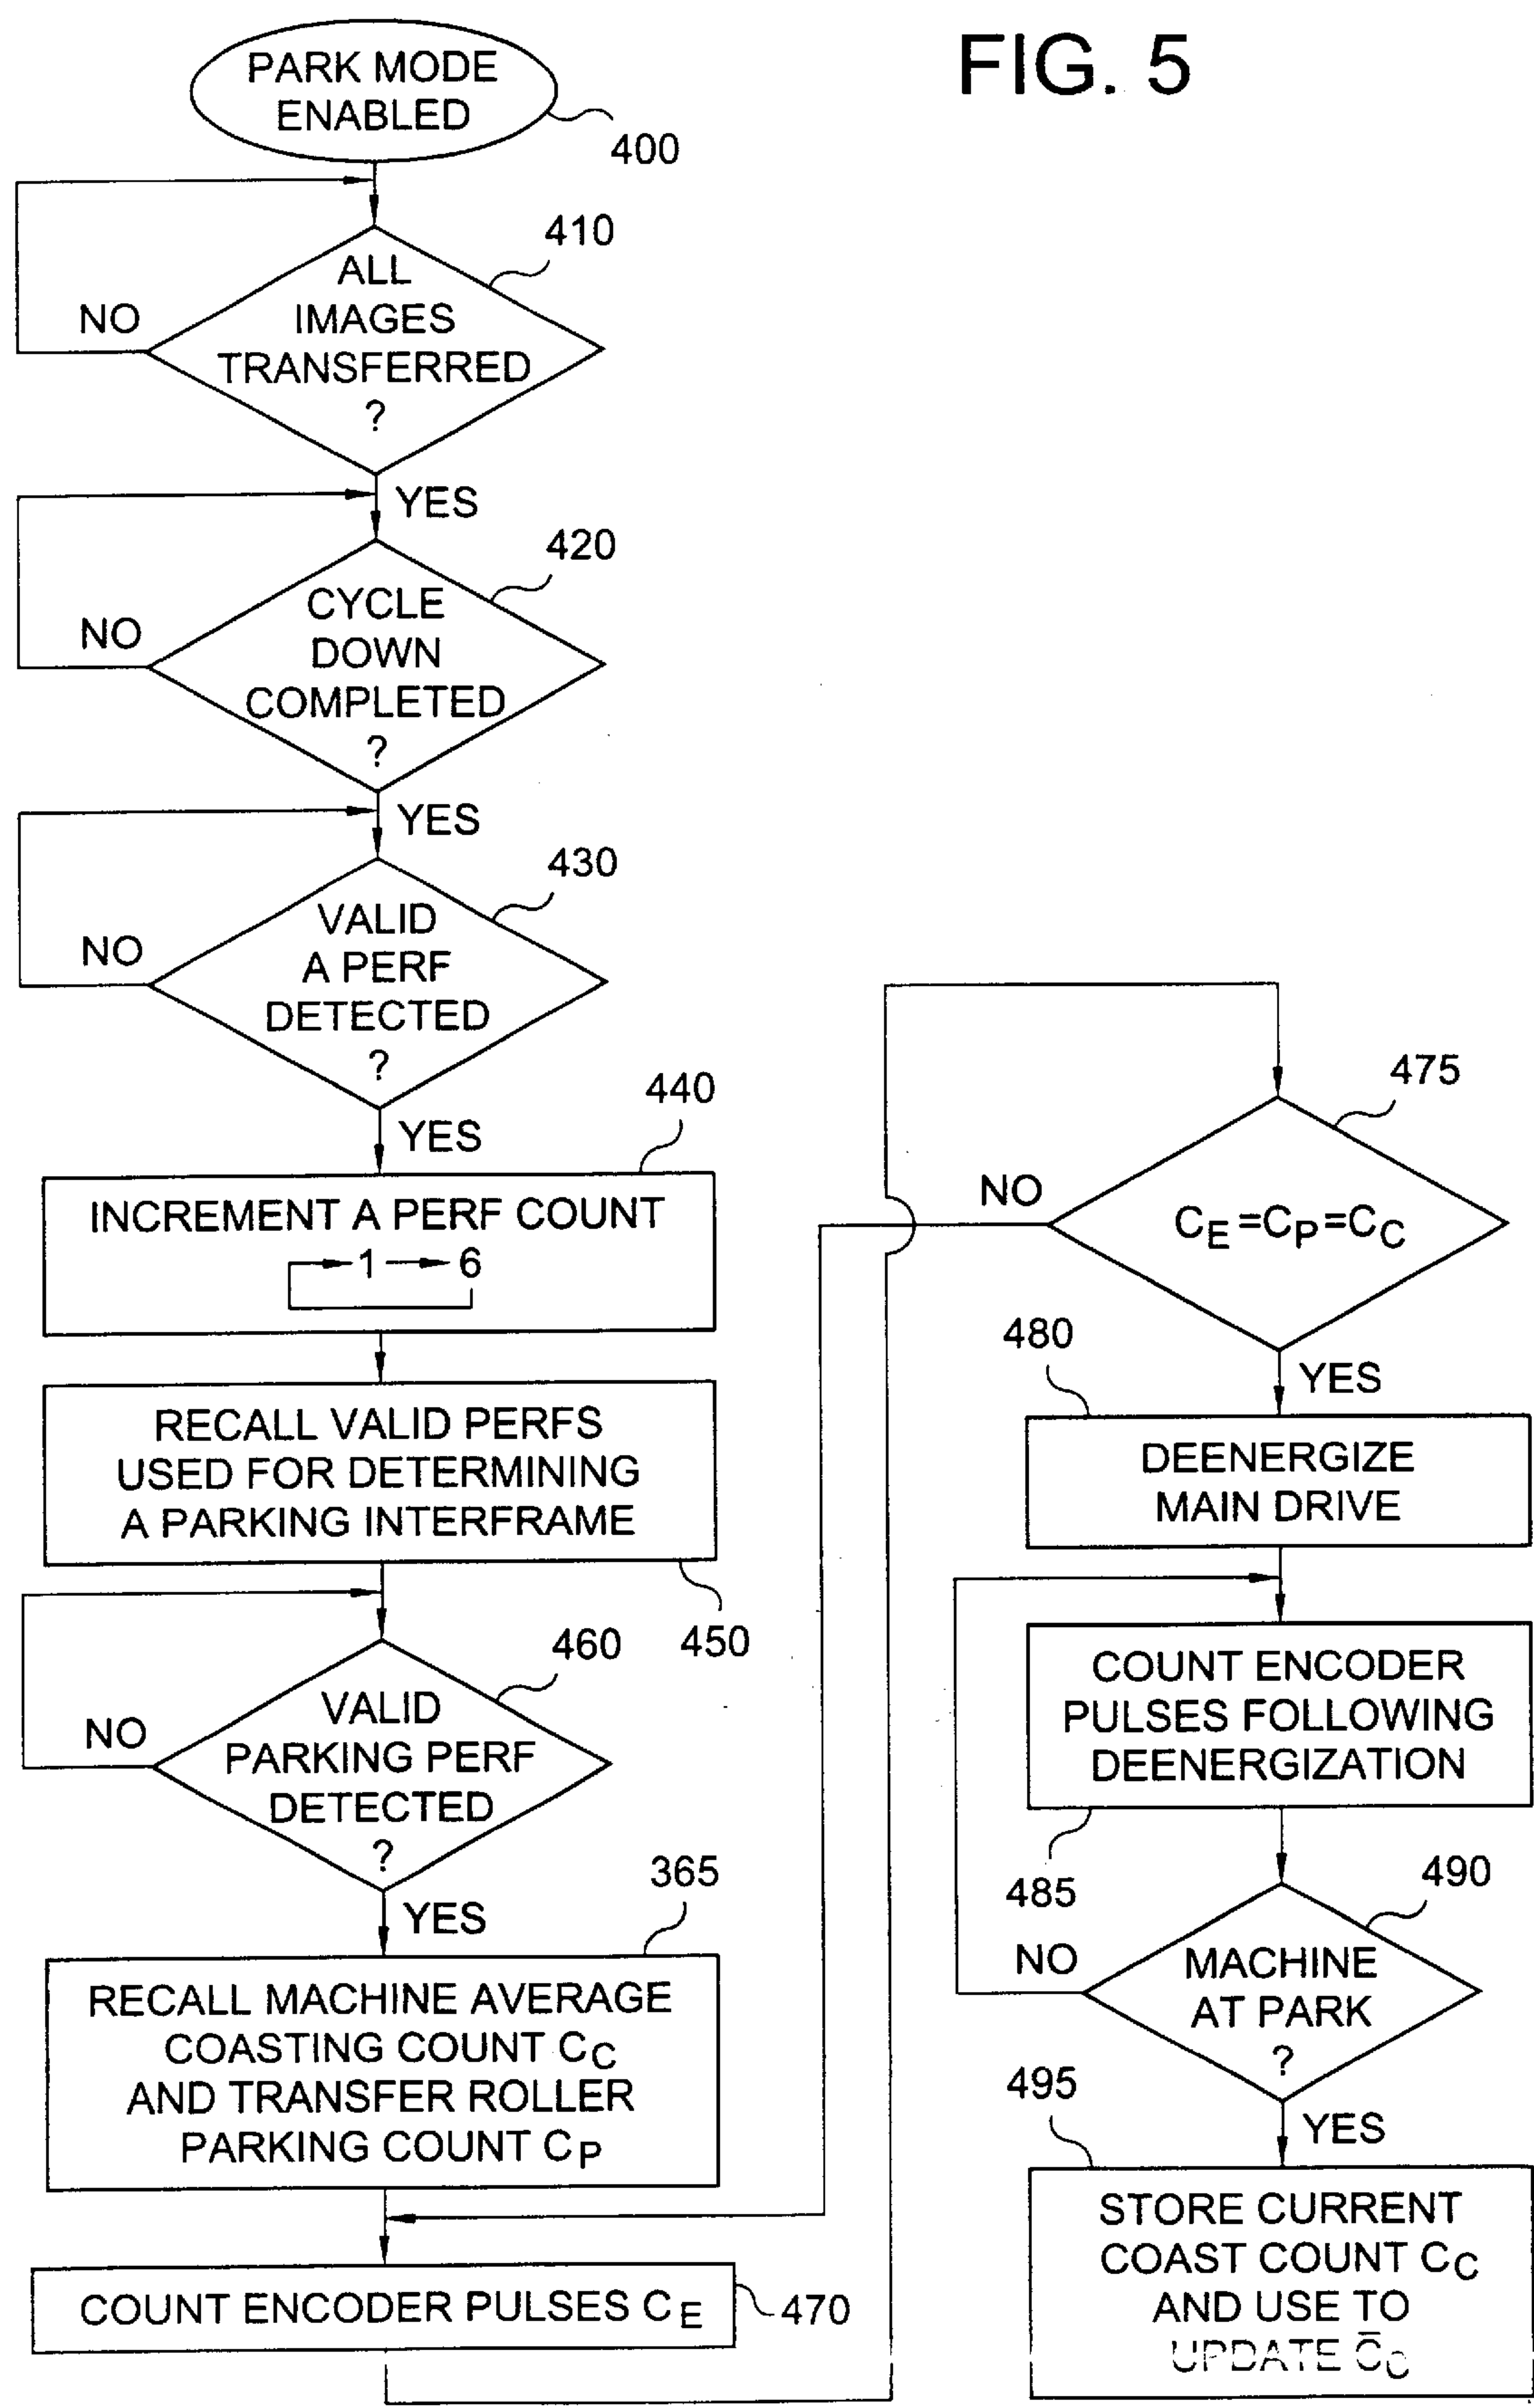 FIG. 5
PARK MODE
ENABLED
400
410
ALL
IMAGES
TRANSFERRED
?
NO
YES
420
CYCLE
DOWN
COMPLETED
?
NO
YES
430
VALID
A PERF
DETECTED
?
NO
YES
440
INCREMENT A PERF COUNT
1 6
RECALL VALID PERFS
USED FOR DETERMINING
A PARKING INTERFRAME
450
460
VALID
PARKING PERF
DETECTED
?
NO
YES
365
RECALL MACHINE AVERAGE
COASTING COUNT CC
AND TRANSFER ROLLER
PARKING COUNT CP
COUNT ENCODER PULSES CE
470
475
CE=CP=CC
NO
YES
480
DEENERGIZE
MAIN DRIVE
COUNT ENCODER
PULSES FOLLOWING
DEENERGIZATION
485
490
MACHINE
AT PARK
?
NO
YES
495
STORE CURRENT
COAST COUNT CC
AND USE TO
UPDATE C̄C